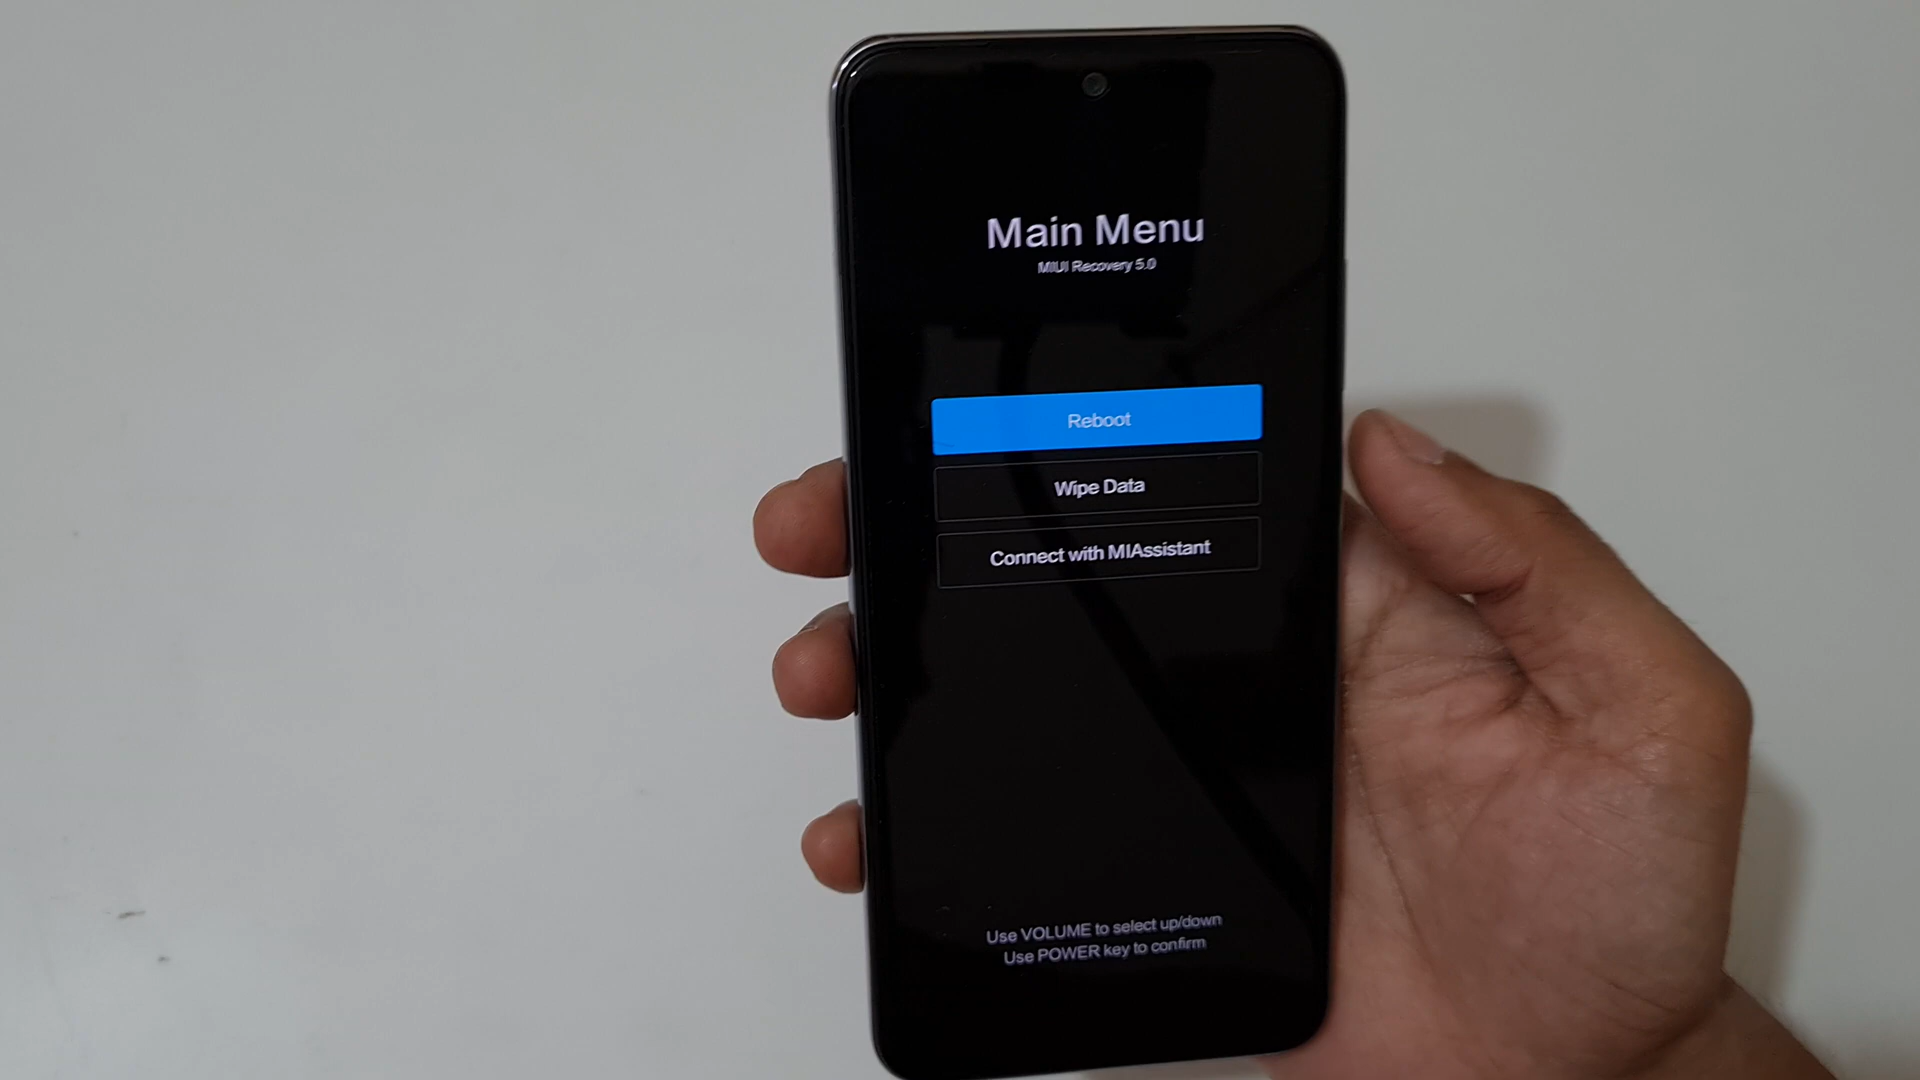 Main Menu
MIUI Recovery 5.0
Reboot
Wipe Data
Connect with MIAssistant
Use VOLUME to select up/down
Use POWER key to confirm